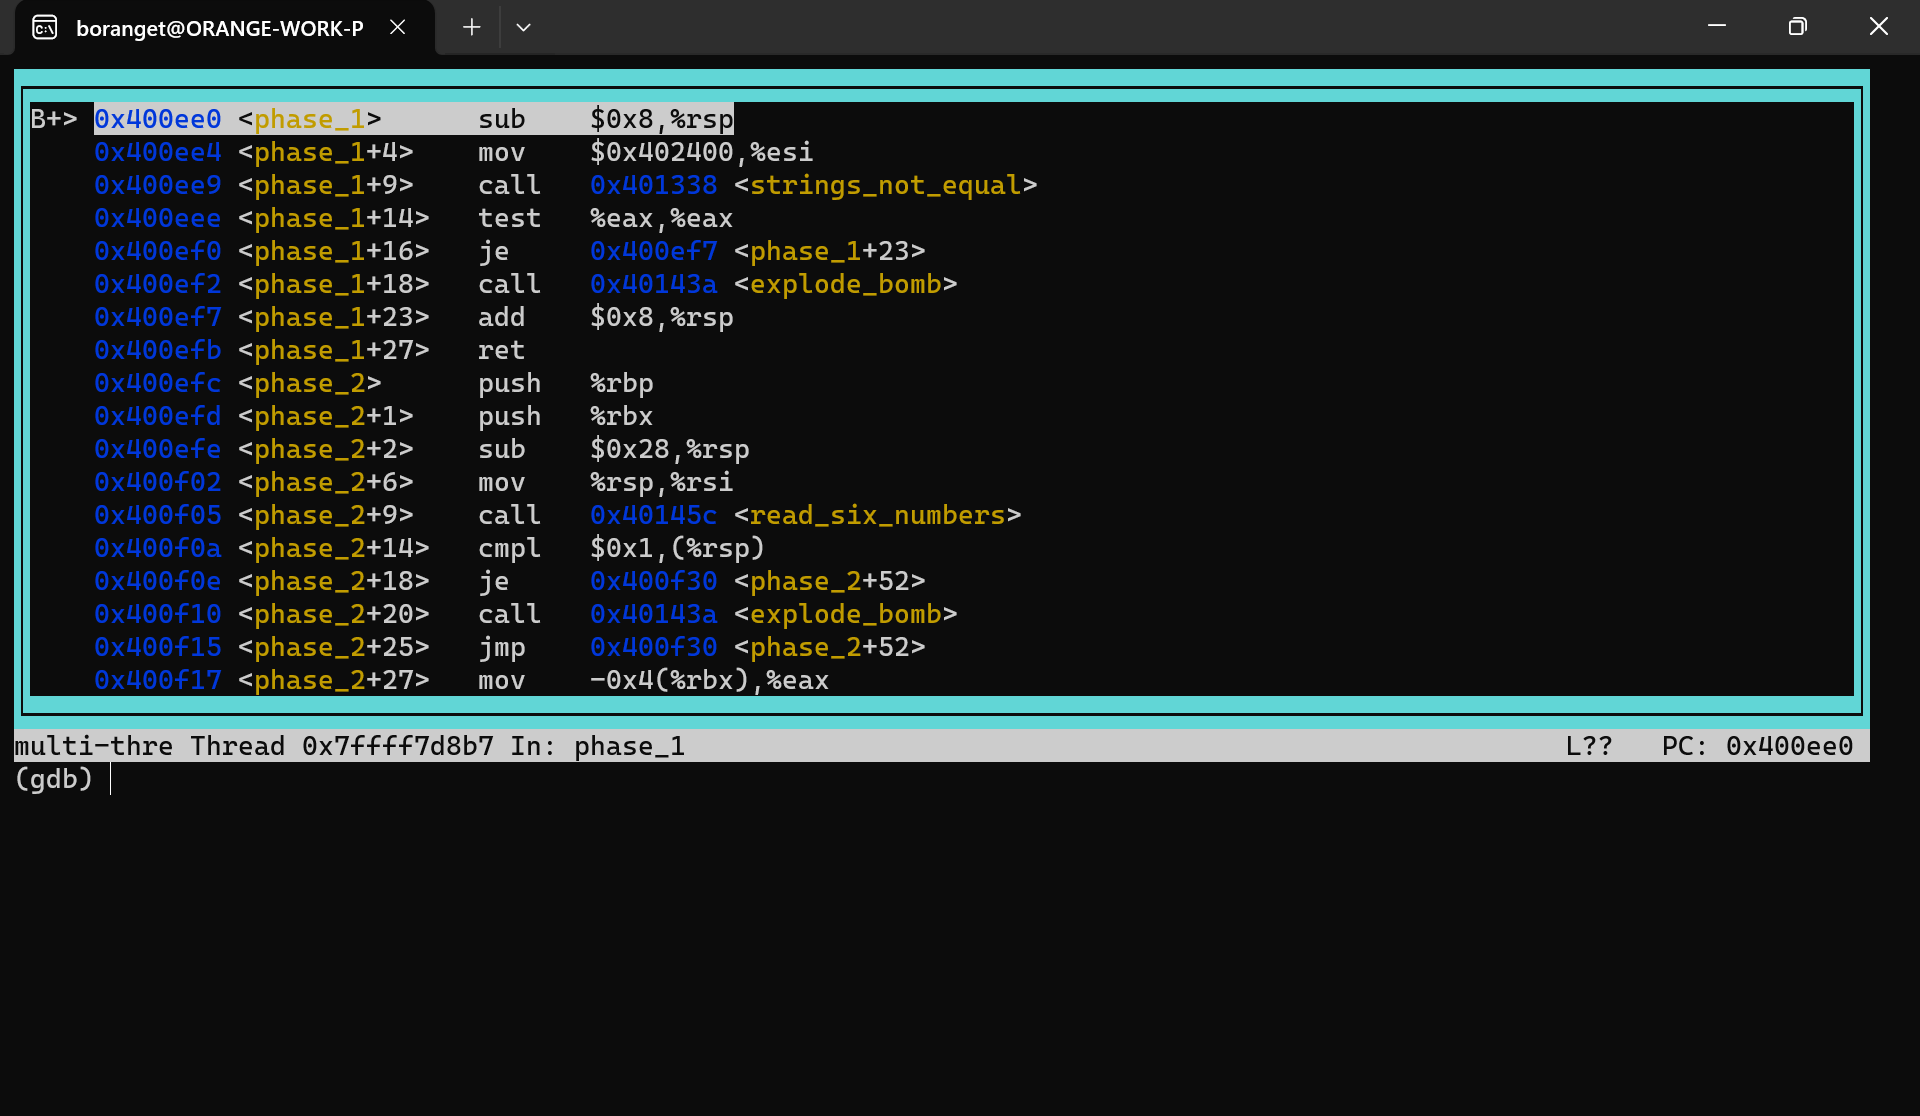 boranget@ORANGE-WORK-P
B+> 0x400ee0 <phase_1> sub $0x8,%rsp
0x400ee4 <phase_1+4> mov $0x402400,%esi
0x400ee9 <phase_1+9> call 0x401338 <strings_not_equal>
0x400eee <phase_1+14> test %eax,%eax
0x400ef0 <phase_1+16> je 0x400ef7 <phase_1+23>
0x400ef2 <phase_1+18> call 0x40143a <explode_bomb>
0x400ef7 <phase_1+23> add $0x8,%rsp
0x400efb <phase_1+27> ret
0x400efc <phase_2> push %rbp
0x400efd <phase_2+1> push %rbx
0x400efe <phase_2+2> sub $0x28,%rsp
0x400f02 <phase_2+6> mov %rsp,%rsi
0x400f05 <phase_2+9> call 0x40145c <read_six_numbers>
0x400f0a <phase_2+14> cmpl $0x1,(%rsp)
0x400f0e <phase_2+18> je 0x400f30 <phase_2+52>
0x400f10 <phase_2+20> call 0x40143a <explode_bomb>
0x400f15 <phase_2+25> jmp 0x400f30 <phase_2+52>
0x400f17 <phase_2+27> mov -0x4(%rbx),%eax
multi-thre Thread 0x7ffff7d8b7 In: phase_1 L?? PC: 0x400ee0
(gdb)